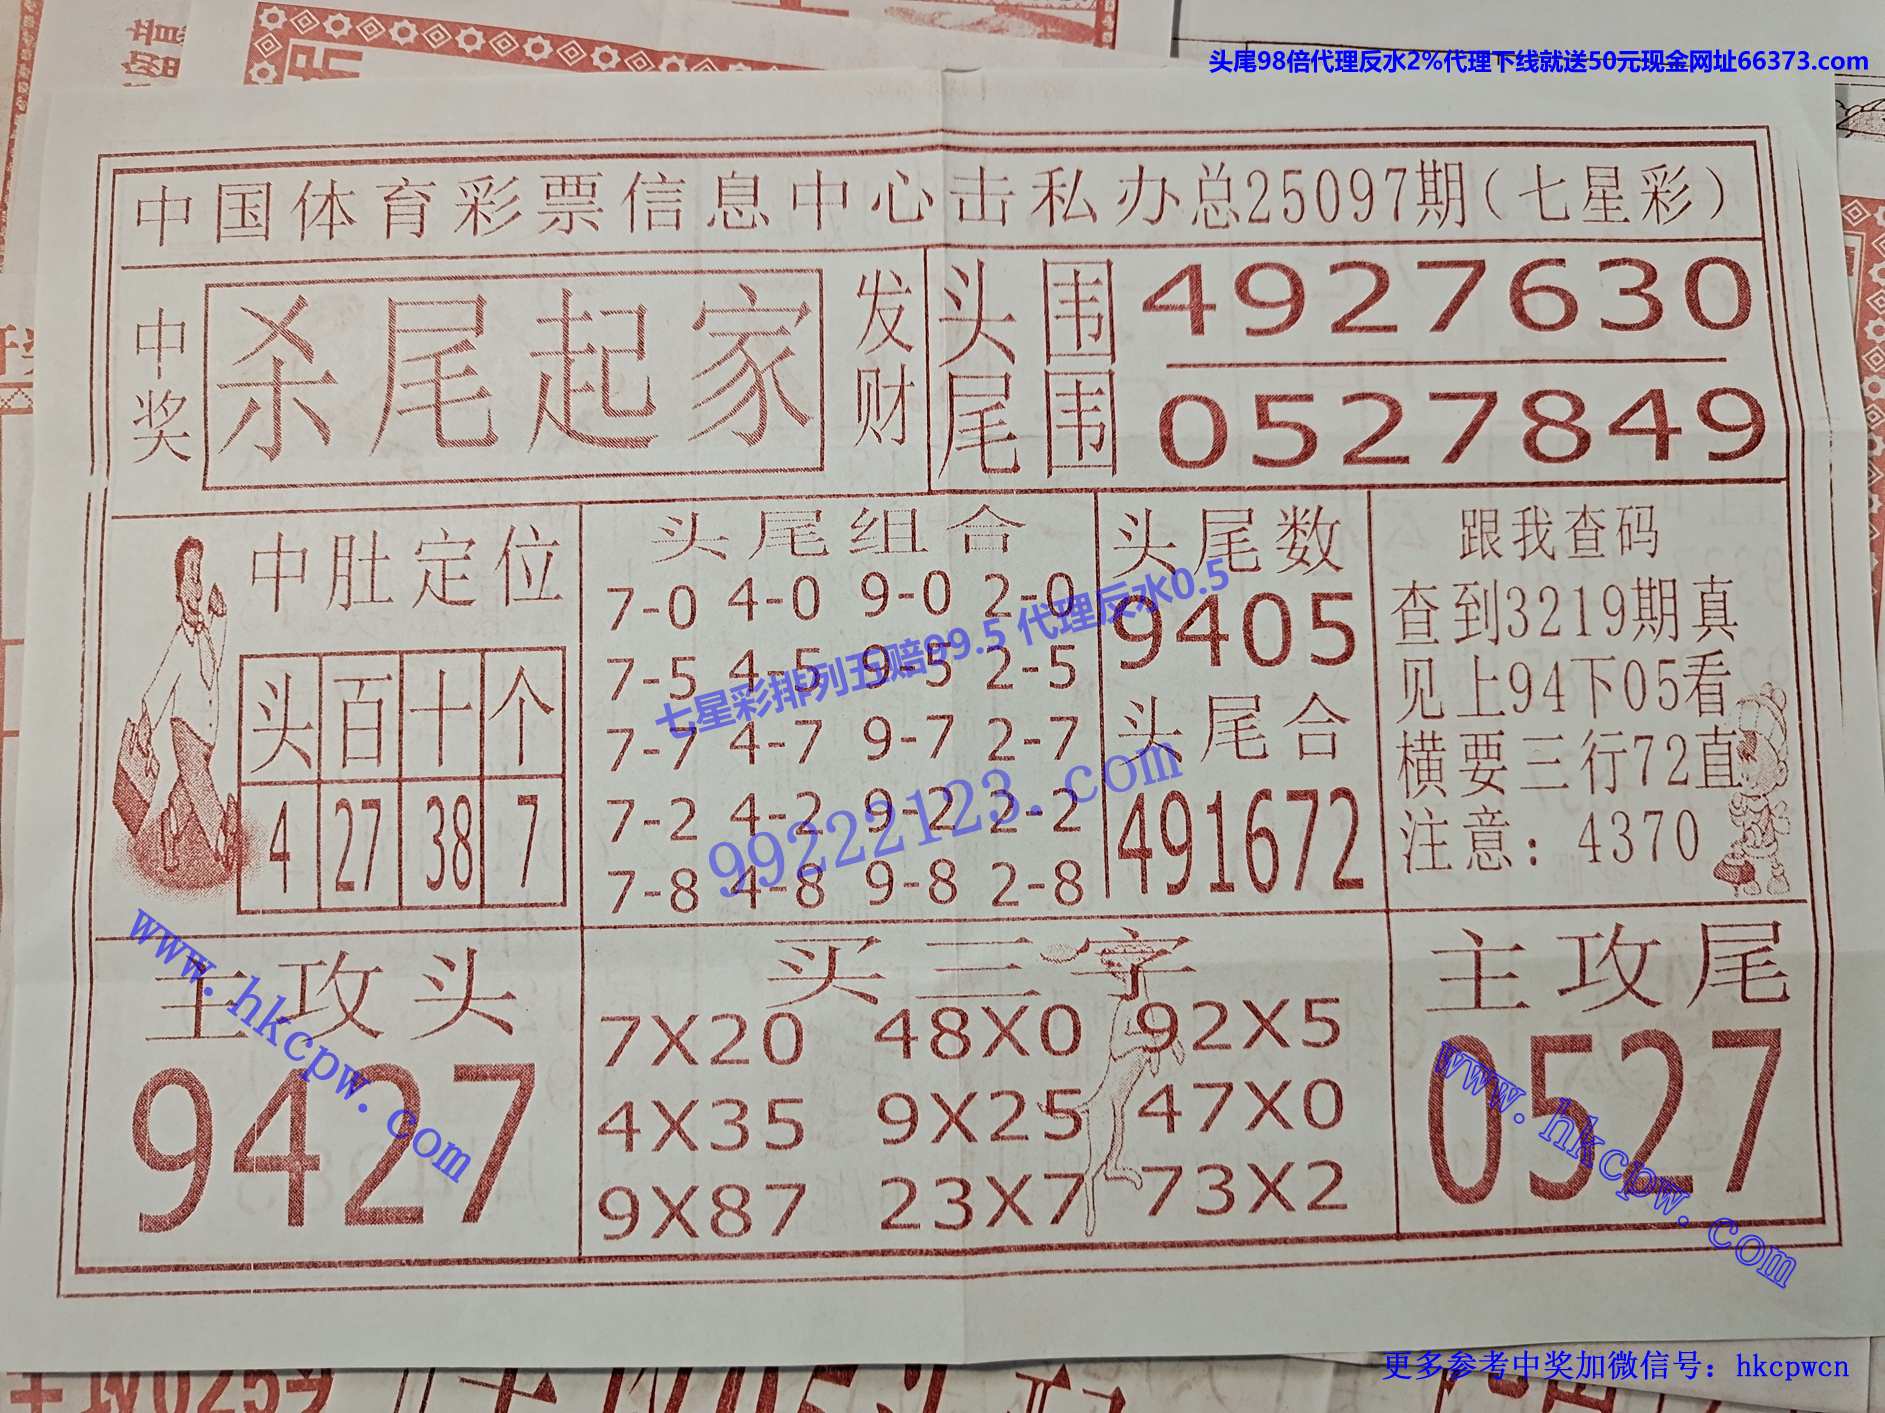 头尾98倍代理反水2%代理下线就送50元现金网址66373.com
中国体育彩票信息中心击私办总25097期（七星彩）
中奖
杀尾起家
发财
头围 4927630
尾围 0527849
中肚定位
头 百 十 个
4 27 38 7
头尾组合
7-0 4-0 9-0 2-0
7-5 4-5 9-5 2-5
7-7 4-7 9-7 2-7
7-2 4-2 9-2 2-2
7-8 4-8 9-8 2-8
七星彩排列五赔99.5 代理反水0.5
99222123.com
头尾数
9405
头尾合
491672
跟我查码
查到3219期真
见上94下05看
横要三行72直
注意：4370
主攻头
9427
www.hkcpw.com
买三字
7X20 48X0 92X5
4X35 9X25 47X0
9X87 23X7 73X2
主攻尾
0527
www.hkcpw.com
更多参考中奖加微信号：hkcpwcn